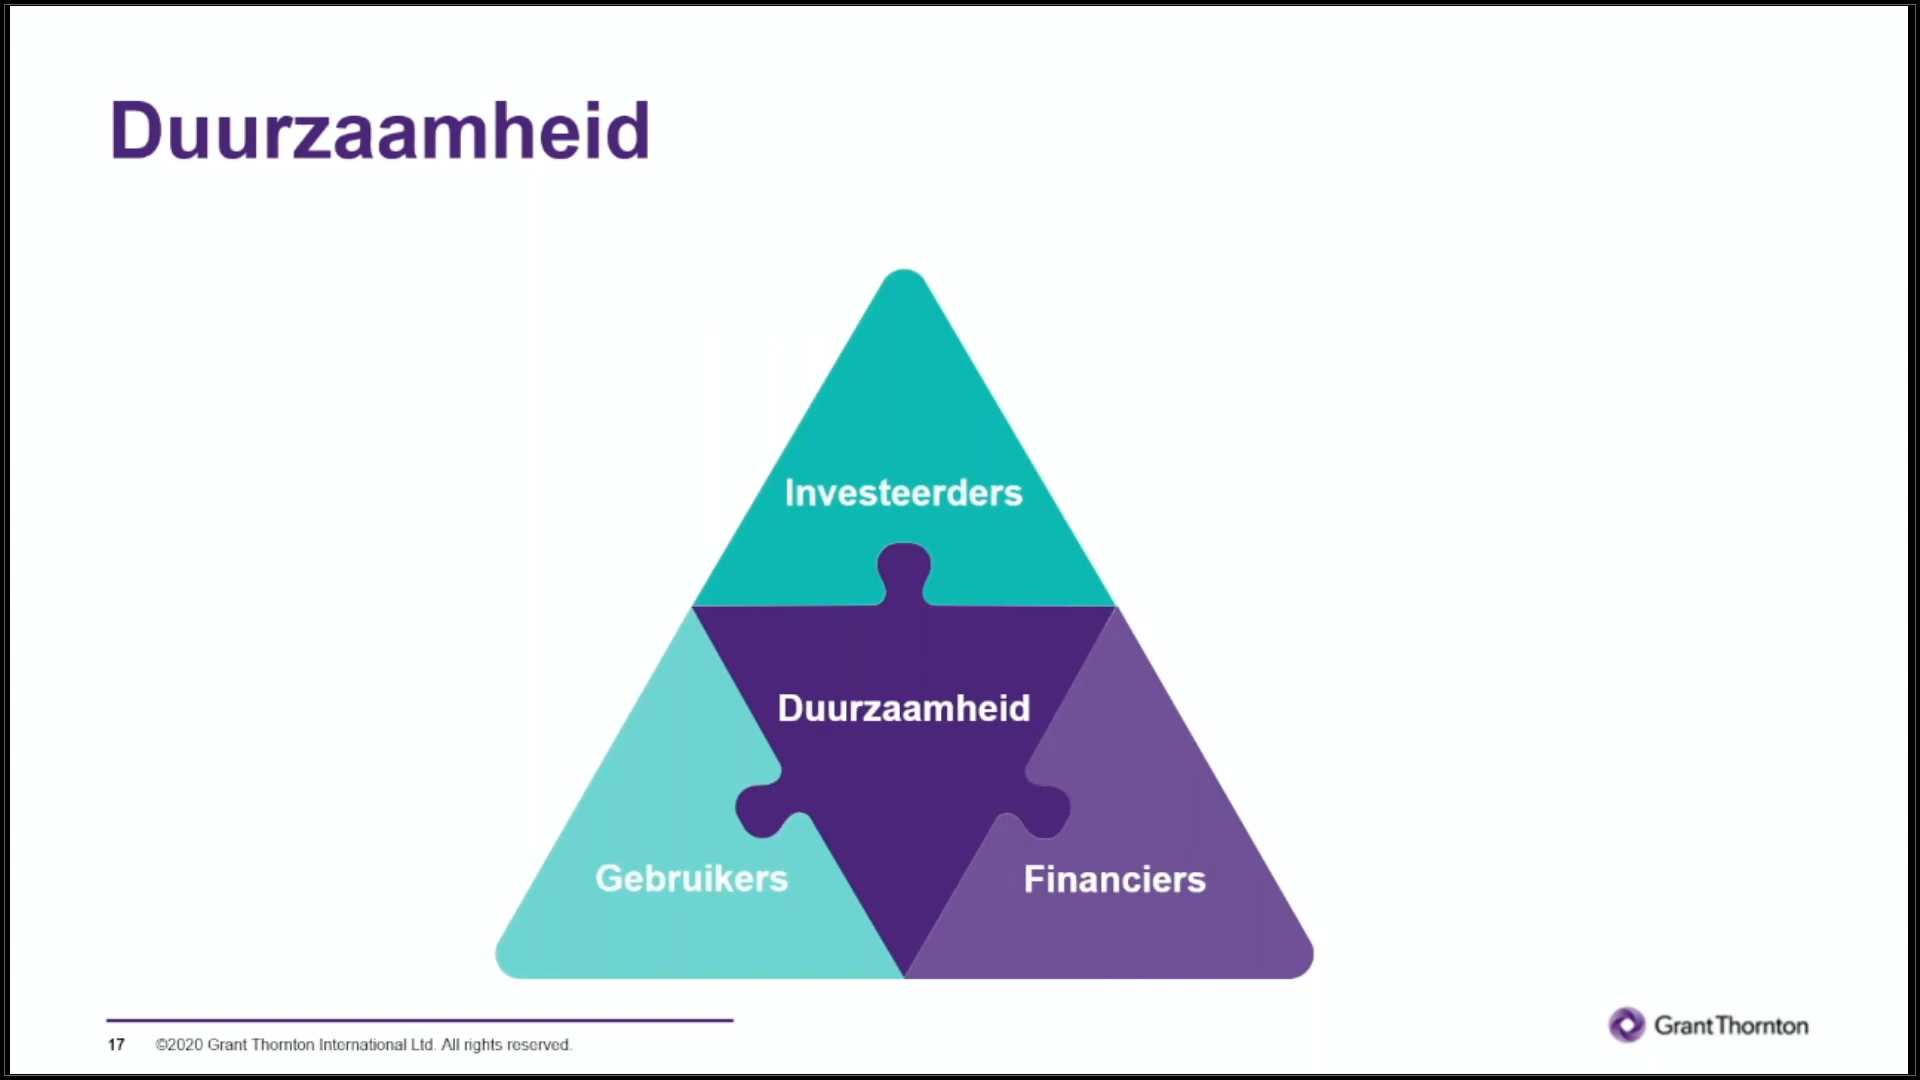 Duurzaamheid
Investeerders
Duurzaamheid
Gebruikers
Financiers
17 ©2020 Grant Thornton International Ltd. All rights reserved.
Grant Thornton